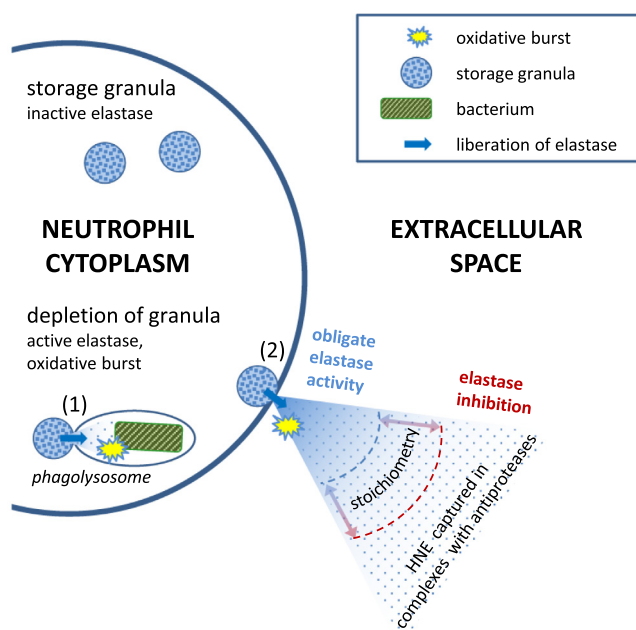 oxidative burst
storage granula
bacterium
liberation of elastase
storage granula
inactive elastase
NEUTROPHIL
CYTOPLASM
EXTRACELLULAR
SPACE
depletion of granula
active elastase,
oxidative burst
(1)
phagolysosome
(2)
obligate
elastase
activity
elastase
inhibition
stoichiometry
HNE captured in
complexes with antiproteases